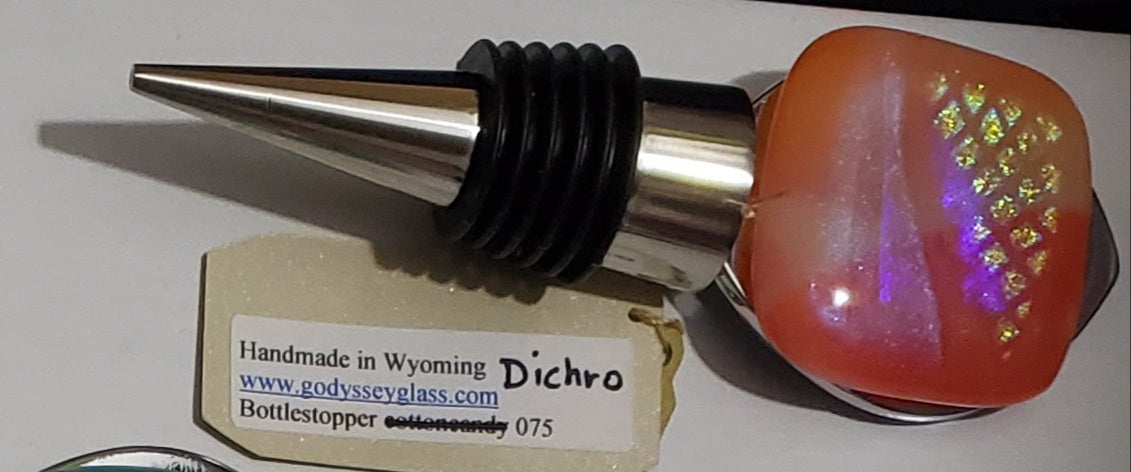 Handmade in Wyoming Dichro
www.godysseyglass.com
Bottlestopper cottoncandy 075